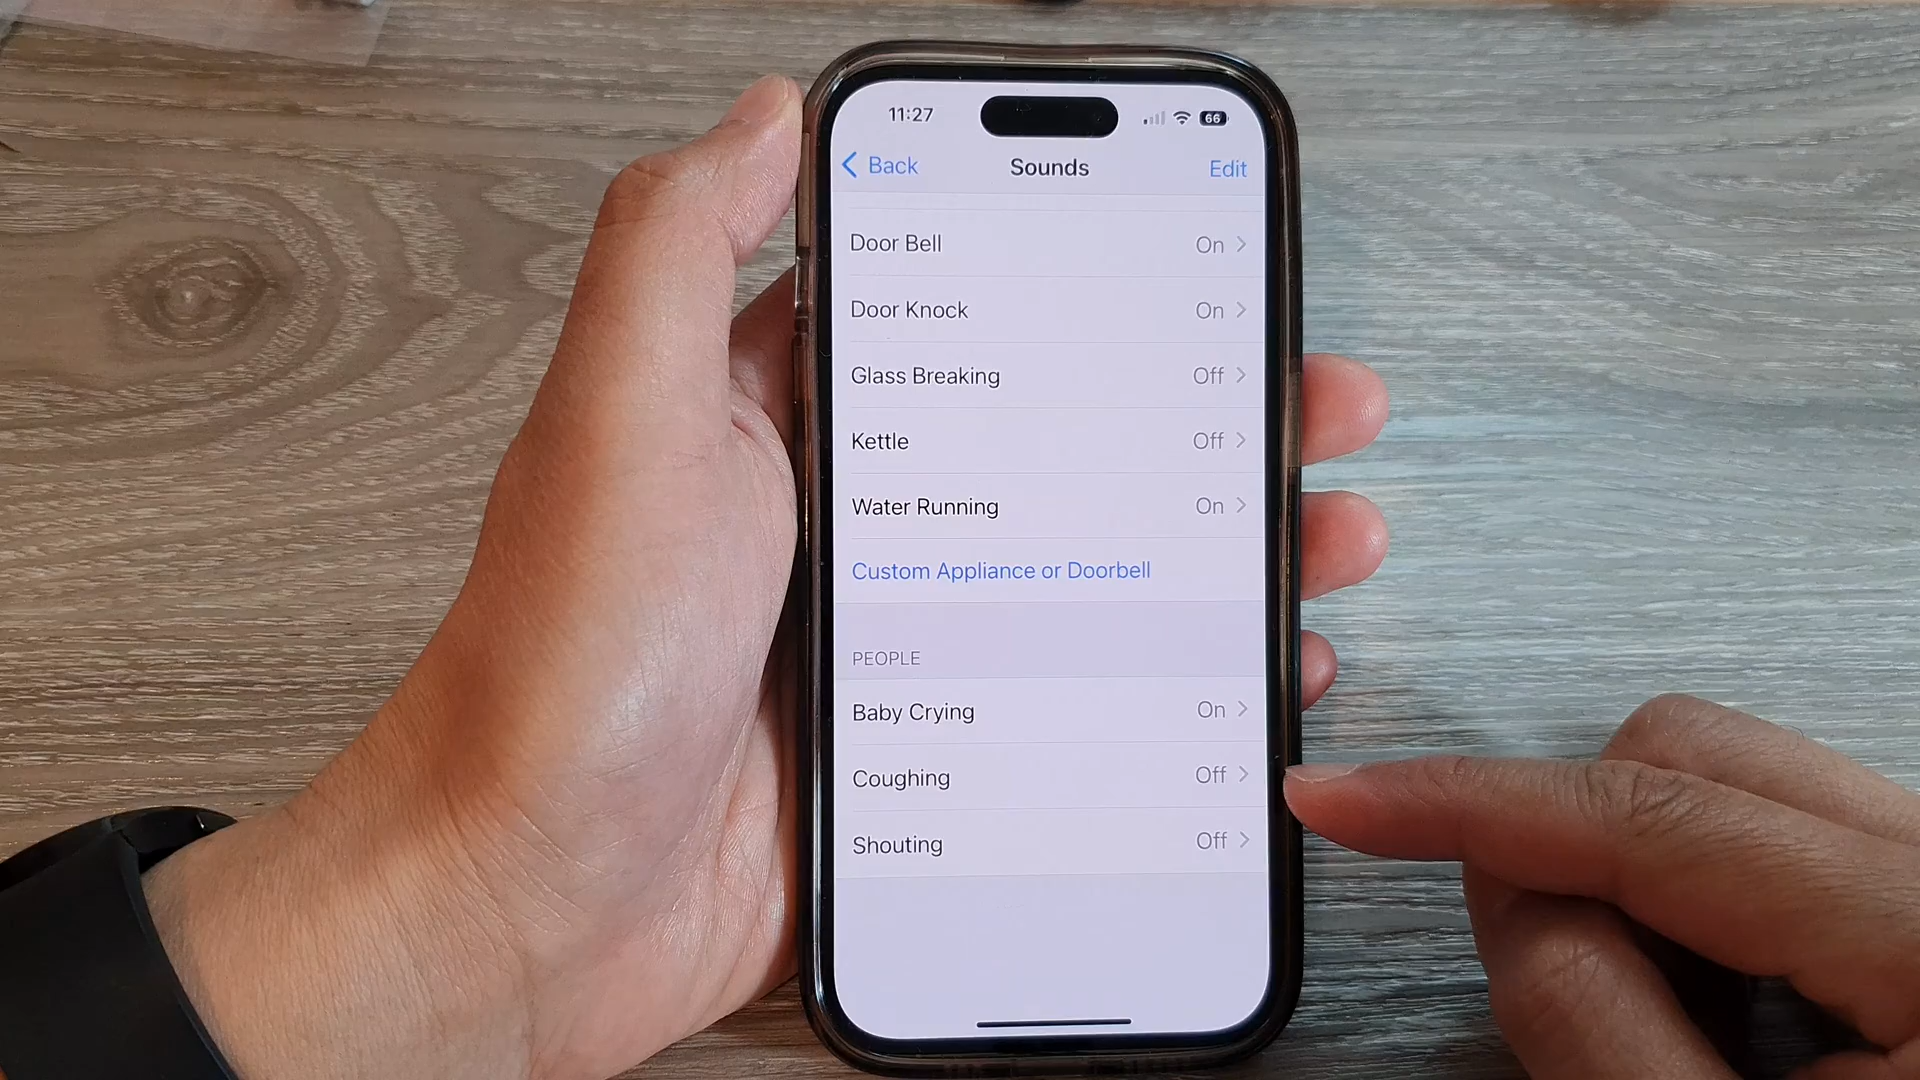 11:27 66
Back Sounds Edit
Door Bell On
Door Knock On
Glass Breaking Off
Kettle Off
Water Running On
Custom Appliance or Doorbell
PEOPLE
Baby Crying On
Coughing Off
Shouting Off